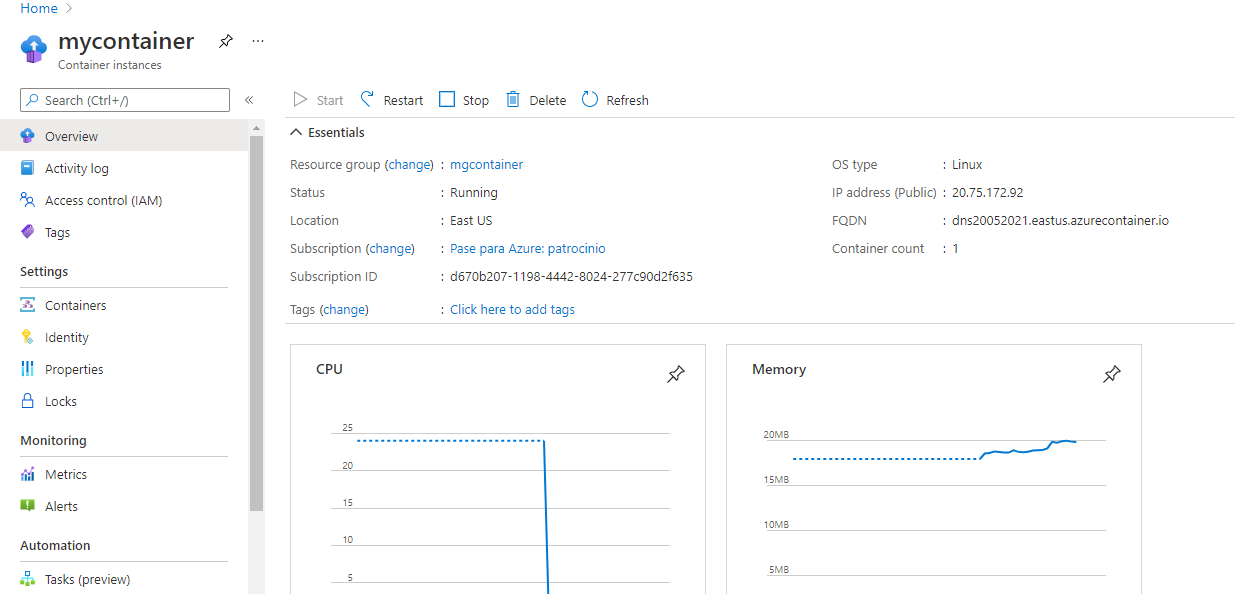 Home
mycontainer
Container instances
Search (Ctrl+/)
Start Restart Stop Delete Refresh
Overview
Activity log
Access control (IAM)
Tags
Settings
Containers
Identity
Properties
Locks
Monitoring
Metrics
Alerts
Automation
Tasks (preview)
Essentials
Resource group (change) : mgcontainer
Status : Running
Location : East US
Subscription (change) : Pase para Azure: patrocinio
Subscription ID : d670b207-1198-4442-8024-277c90d2f635
Tags (change) : Click here to add tags
OS type : Linux
IP address (Public) : 20.75.172.92
FQDN : dns20052021.eastus.azurecontainer.io
Container count : 1
CPU
25
20
15
10
5
Memory
20MB
15MB
10MB
5MB